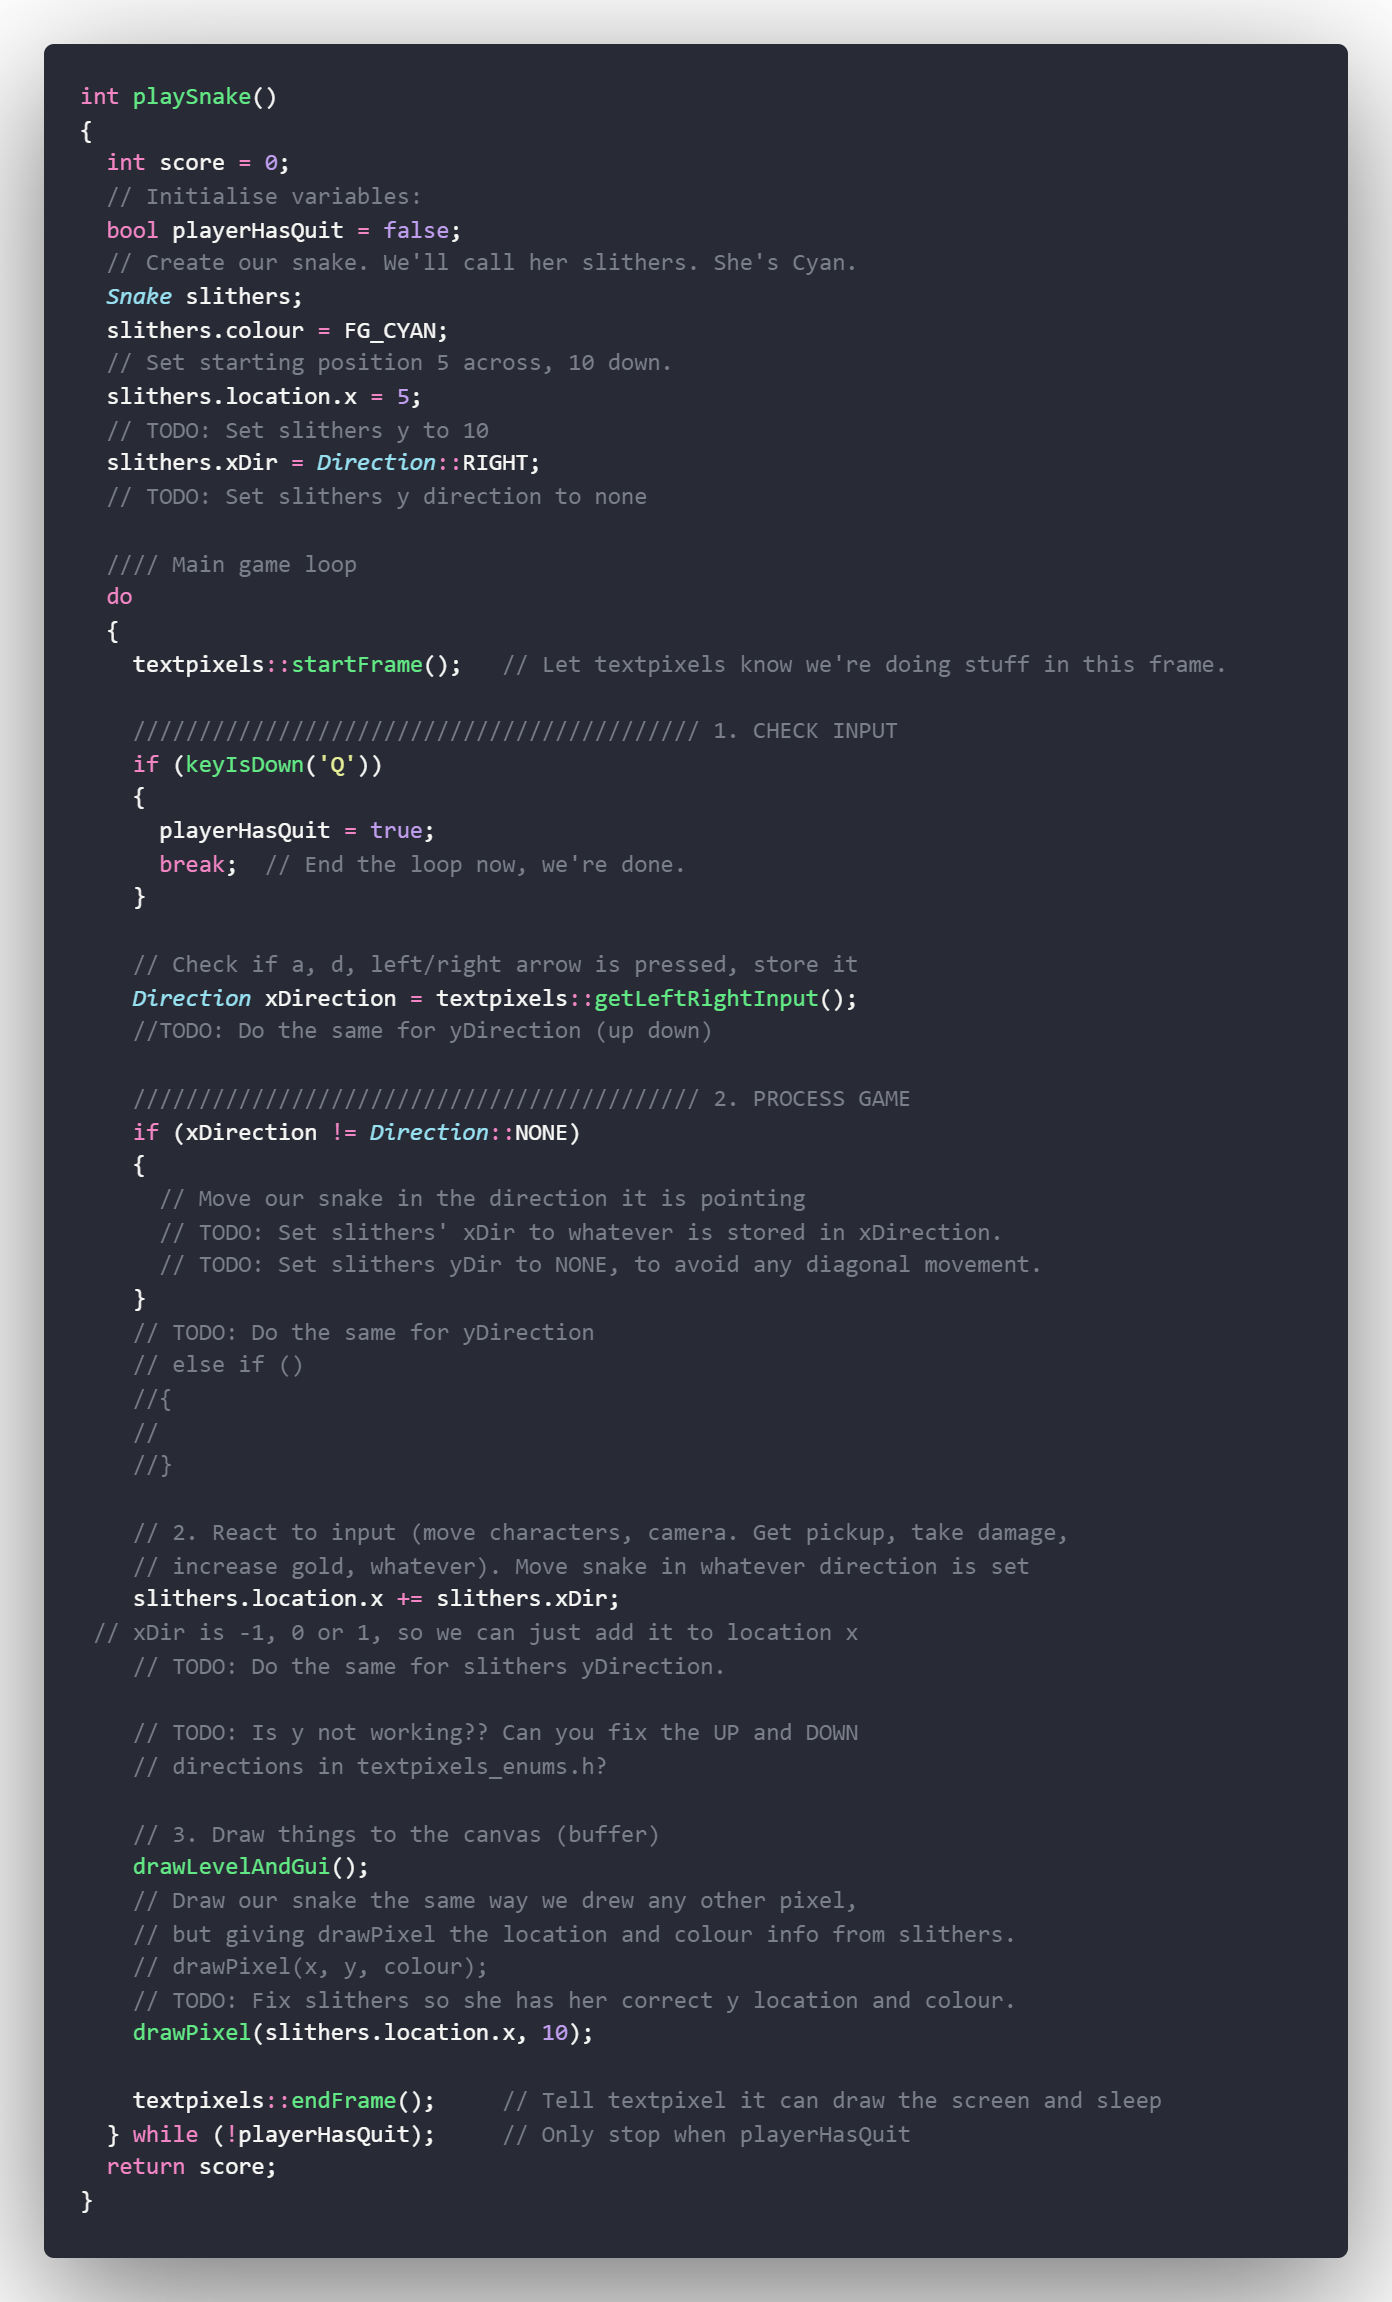 int playSnake()
{
  int score = 0;
  // Initialise variables:
  bool playerHasQuit = false;
  // Create our snake. We'll call her slithers. She's Cyan.
  Snake slithers;
  slithers.colour = FG_CYAN;
  // Set starting position 5 across, 10 down.
  slithers.location.x = 5;
  // TODO: Set slithers y to 10
  slithers.xDir = Direction::RIGHT;
  // TODO: Set slithers y direction to none

  //// Main game loop
  do
  {
    textpixels::startFrame();   // Let textpixels know we're doing stuff in this frame.

    /////////////////////////////////////////// 1. CHECK INPUT
    if (keyIsDown('Q'))
    {
      playerHasQuit = true;
      break;  // End the loop now, we're done.
    }

    // Check if a, d, left/right arrow is pressed, store it
    Direction xDirection = textpixels::getLeftRightInput();
    //TODO: Do the same for yDirection (up down)

    /////////////////////////////////////////// 2. PROCESS GAME
    if (xDirection != Direction::NONE)
    {
      // Move our snake in the direction it is pointing
      // TODO: Set slithers' xDir to whatever is stored in xDirection.
      // TODO: Set slithers yDir to NONE, to avoid any diagonal movement.
    }
    // TODO: Do the same for yDirection
    // else if ()
    //{
    //
    //}

    // 2. React to input (move characters, camera. Get pickup, take damage,
    // increase gold, whatever). Move snake in whatever direction is set
    slithers.location.x += slithers.xDir;
 // xDir is -1, 0 or 1, so we can just add it to location x
    // TODO: Do the same for slithers yDirection.

    // TODO: Is y not working?? Can you fix the UP and DOWN
    // directions in textpixels_enums.h?

    // 3. Draw things to the canvas (buffer)
    drawLevelAndGui();
    // Draw our snake the same way we drew any other pixel,
    // but giving drawPixel the location and colour info from slithers.
    // drawPixel(x, y, colour);
    // TODO: Fix slithers so she has her correct y location and colour.
    drawPixel(slithers.location.x, 10);

    textpixels::endFrame();     // Tell textpixel it can draw the screen and sleep
  } while (!playerHasQuit);     // Only stop when playerHasQuit
  return score;
}